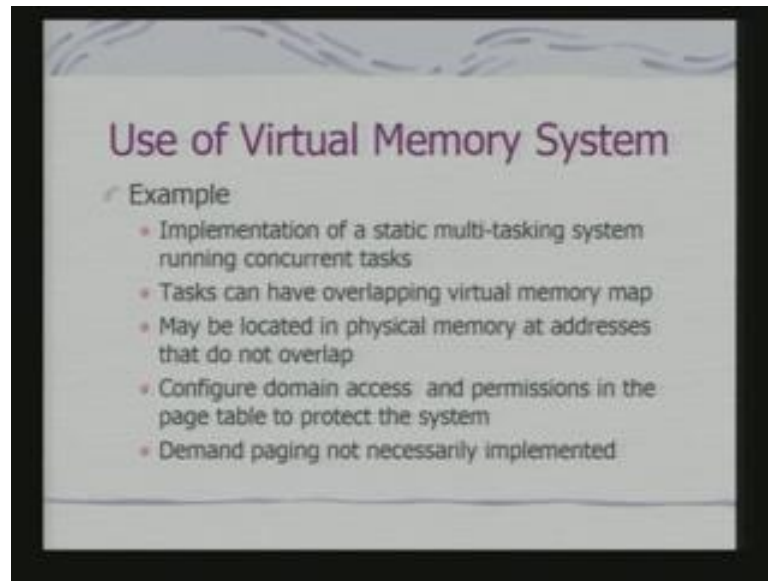 Use of Virtual Memory System
Example
Implementation of a static multi-tasking system
running concurrent tasks
Tasks can have overlapping virtual memory map
May be located in physical memory at addresses
that do not overlap
Configure domain access and permissions in the
page table to protect the system
Demand paging not necessarily implemented